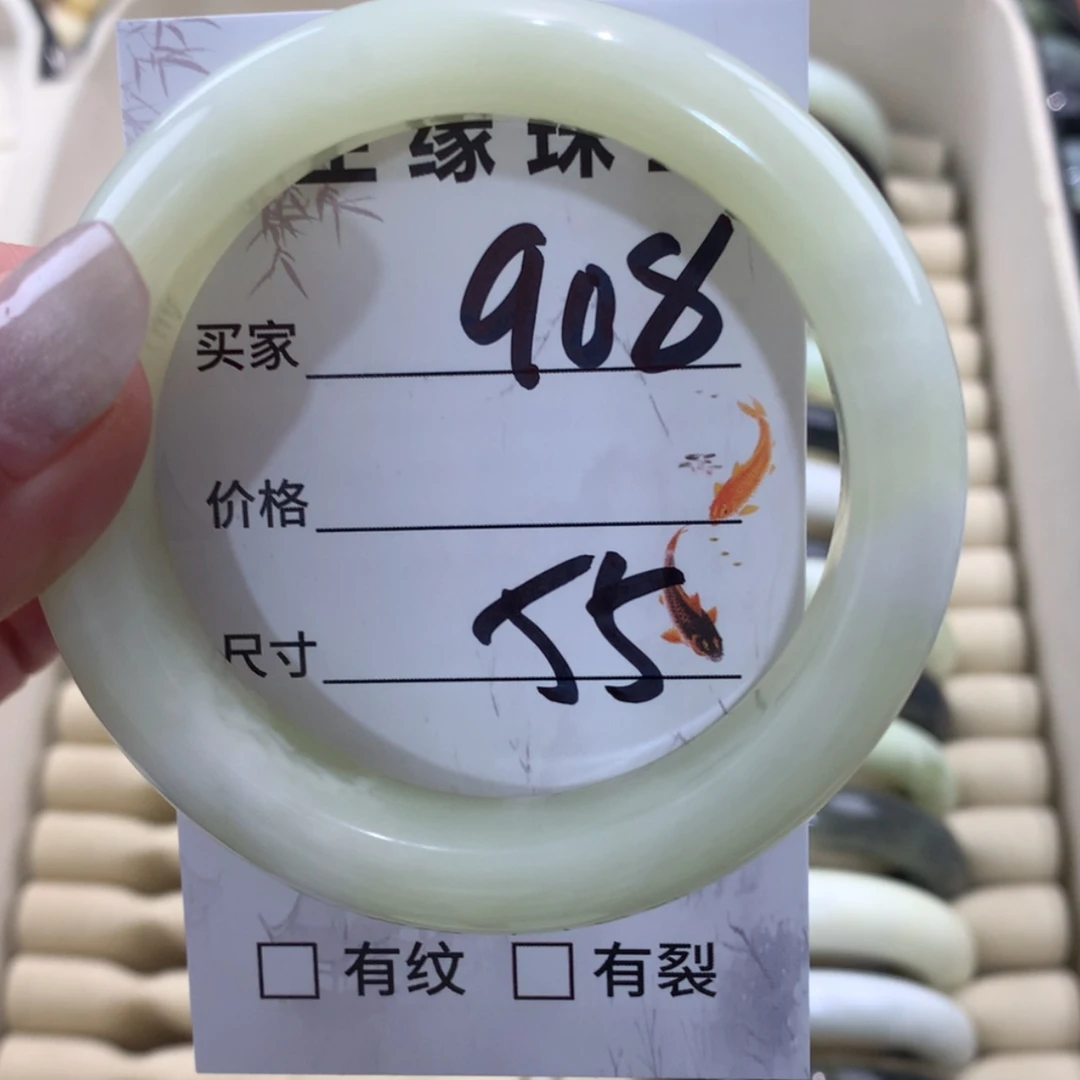 缘珠
买家 908
价格
尺寸 55
有纹 有裂